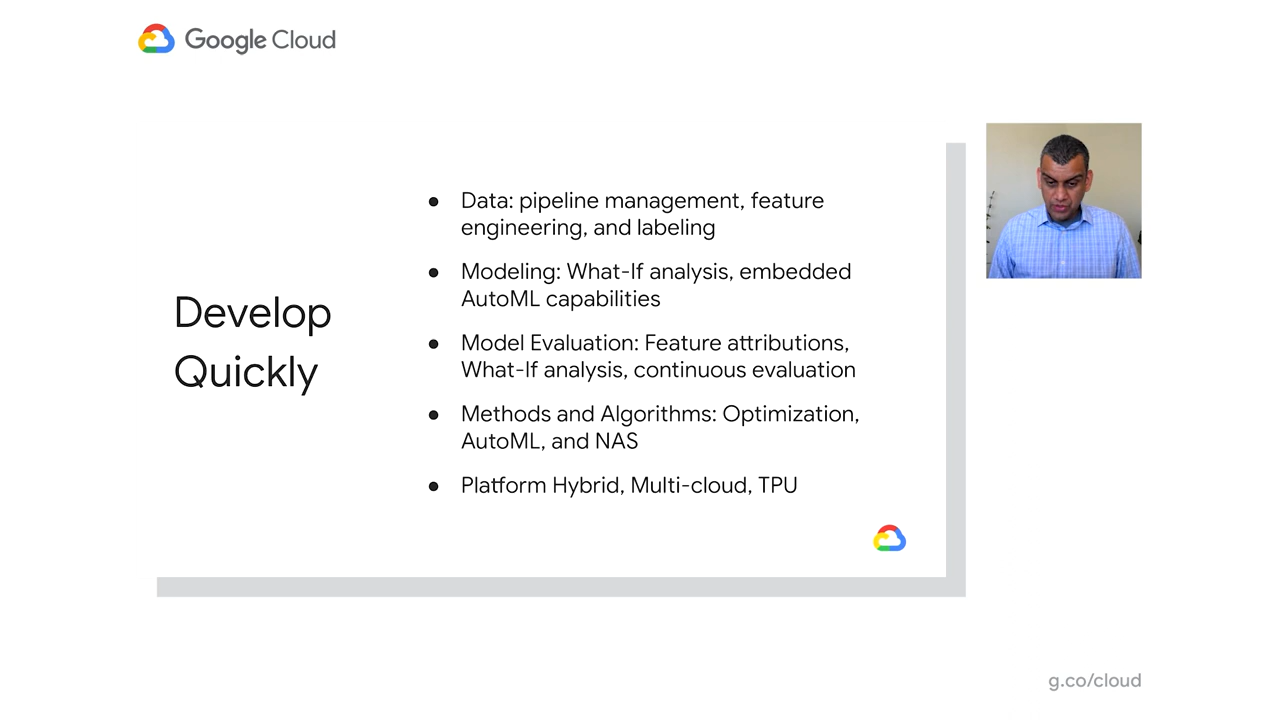 Google Cloud
Develop
Quickly
● Data: pipeline management, feature
engineering, and labeling
● Modeling: What-If analysis, embedded
AutoML capabilities
● Model Evaluation: Feature attributions,
What-If analysis, continuous evaluation
● Methods and Algorithms: Optimization,
AutoML, and NAS
● Platform Hybrid, Multi-cloud, TPU
g.co/cloud